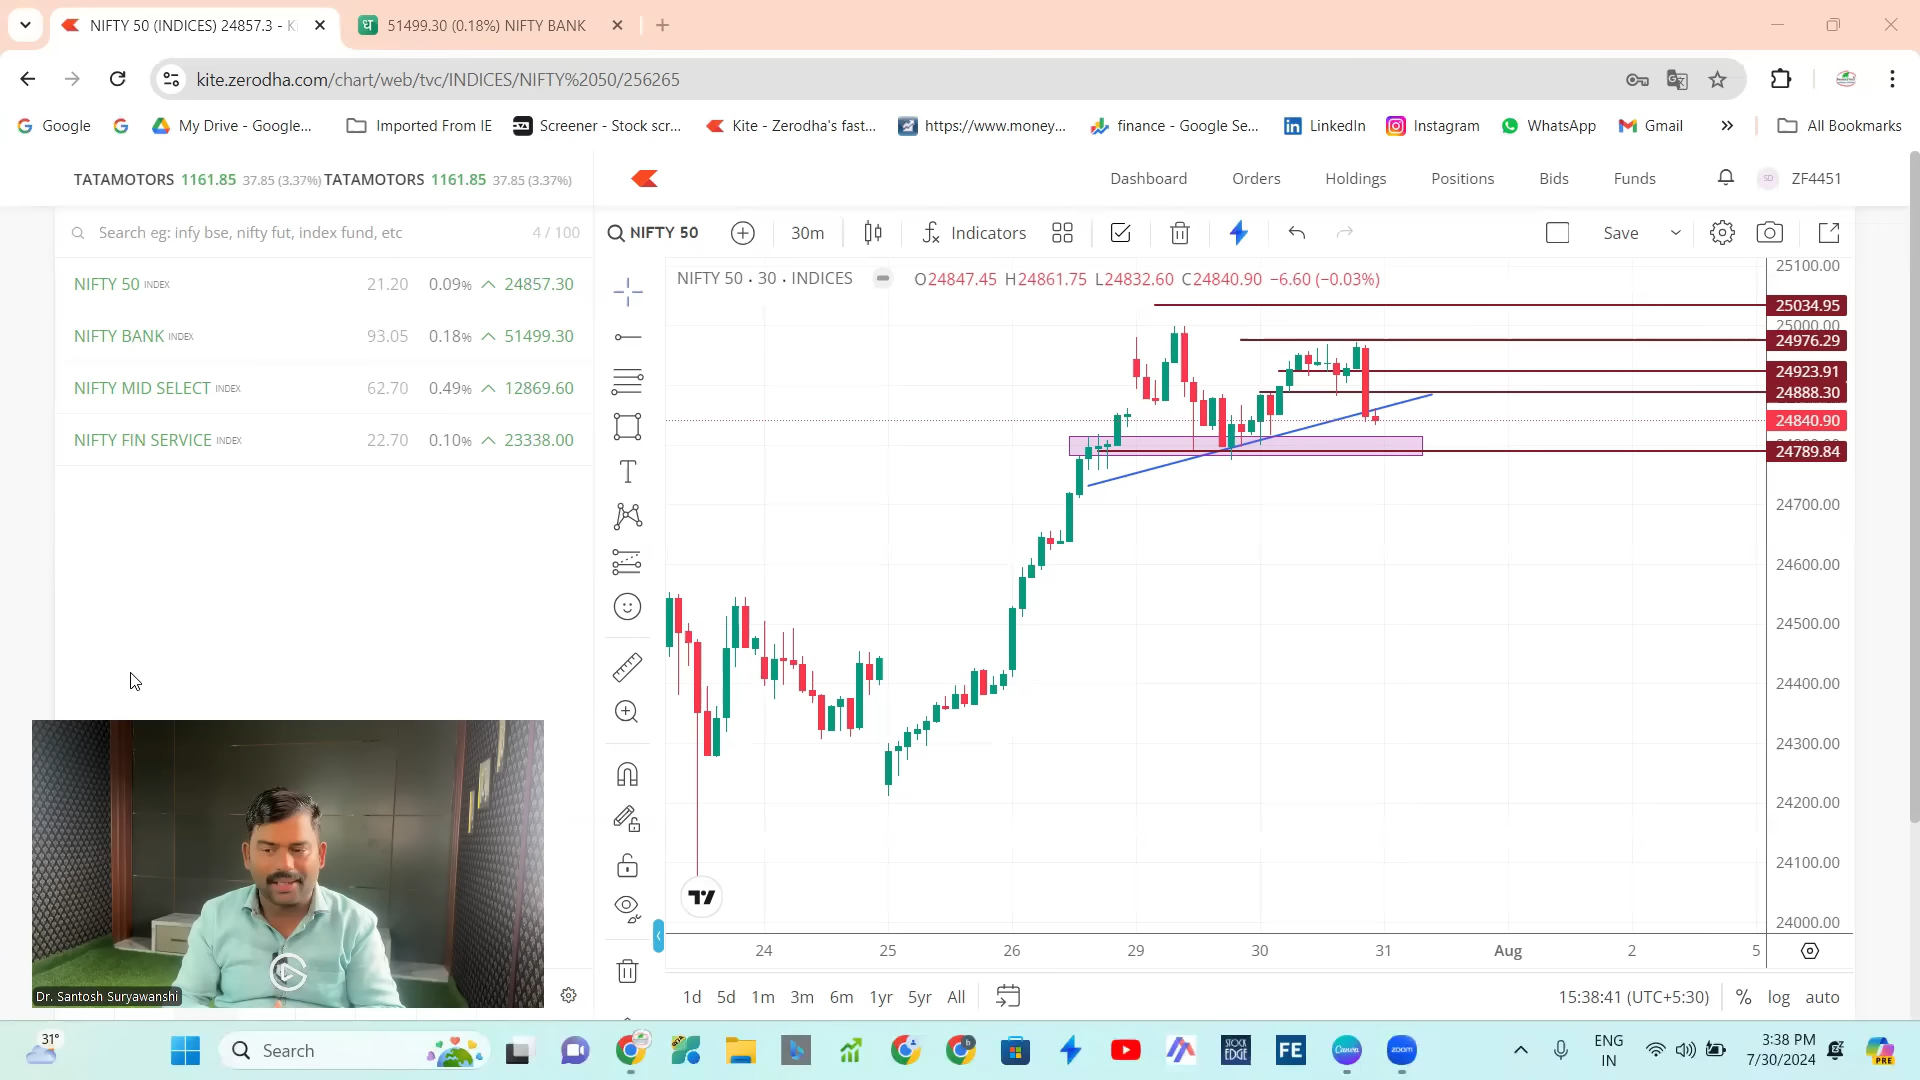 NIFTY 50 (INDICES) 24857.3 - K
51499.30 (0.18%) NIFTY BANK
kite.zerodha.com/chart/web/tvc/INDICES/NIFTY%2050/256265
Google
My Drive - Google...
Imported From IE
Screener - Stock scr...
Kite - Zerodha's fast...
https://www.money...
finance - Google Se...
LinkedIn
Instagram
WhatsApp
Gmail
All Bookmarks
TATAMOTORS 1161.85 37.85 (3.37%) TATAMOTORS 1161.85 37.85 (3.37%)
Dashboard
Orders
Holdings
Positions
Bids
Funds
SD
ZF4451
Search eg: infy bse, nifty fut, index fund, etc
4 / 100
NIFTY 50
30m
Indicators
Save
NIFTY 50 INDEX 21.20 0.09% 24857.30
NIFTY BANK INDEX 93.05 0.18% 51499.30
NIFTY MID SELECT INDEX 62.70 0.49% 12869.60
NIFTY FIN SERVICE INDEX 22.70 0.10% 23338.00
NIFTY 50 · 30 · INDICES
O24847.45 H24861.75 L24832.60 C24840.90 −6.60 (−0.03%)
25100.00
25034.95
25000.00
24976.29
24923.91
24888.30
24840.90
24789.84
24700.00
24600.00
24500.00
24400.00
24300.00
24200.00
24100.00
24000.00
24 25 26 29 30 31 Aug 2 5
1d 5d 1m 3m 6m 1yr 5yr All
15:38:41 (UTC+5:30)
% log auto
Dr. Santosh Suryawanshi
31°
Search
STOCK EDGE
FE
Canva
zoom
ENG
IN
3:38 PM
7/30/2024
PRE